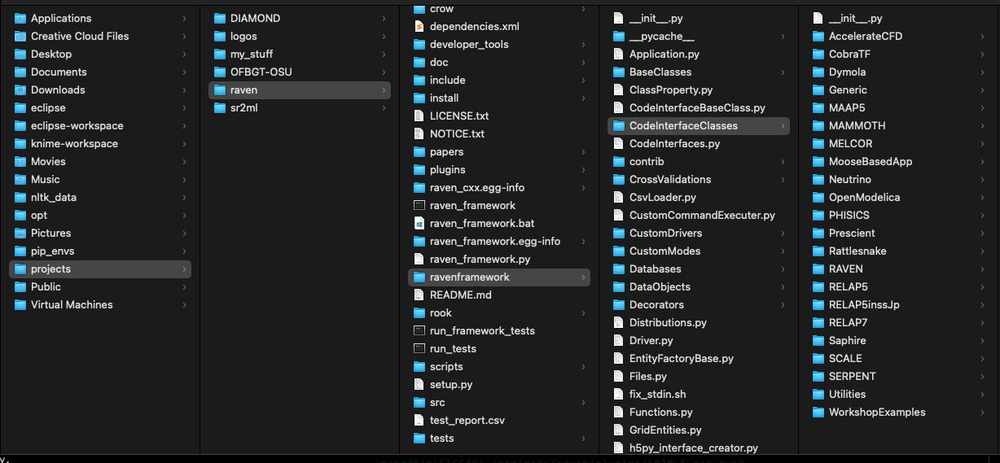 Applications
Creative Cloud Files
Desktop
Documents
Downloads
eclipse
eclipse-workspace
knime-workspace
Movies
Music
nltk_data
opt
Pictures
pip_envs
projects
Public
Virtual Machines
DIAMOND
logos
my_stuff
OFBGT-OSU
raven
sr2ml
crow
dependencies.xml
developer_tools
doc
include
install
LICENSE.txt
NOTICE.txt
papers
plugins
raven_cxx.egg-info
raven_framework
raven_framework.bat
raven_framework.egg-info
raven_framework.py
ravenframework
README.md
rook
run_framework_tests
run_tests
scripts
setup.py
src
test_report.csv
tests
__init__.py
__pycache__
Application.py
BaseClasses
ClassProperty.py
CodeInterfaceBaseClass.py
CodeInterfaceClasses
CodeInterfaces.py
contrib
CrossValidations
CsvLoader.py
CustomCommandExecuter.py
CustomDrivers
CustomModes
Databases
DataObjects
Decorators
Distributions.py
Driver.py
EntityFactoryBase.py
Files.py
fix_stdin.sh
Functions.py
GridEntities.py
h5py_interface_creator.py
__init__.py
AccelerateCFD
CobraTF
Dymola
Generic
MAAP5
MAMMOTH
MELCOR
MooseBasedApp
Neutrino
OpenModelica
PHISICS
Prescient
Rattlesnake
RAVEN
RELAP5
RELAP5inssJp
RELAP7
Saphire
SCALE
SERPENT
Utilities
WorkshopExamples